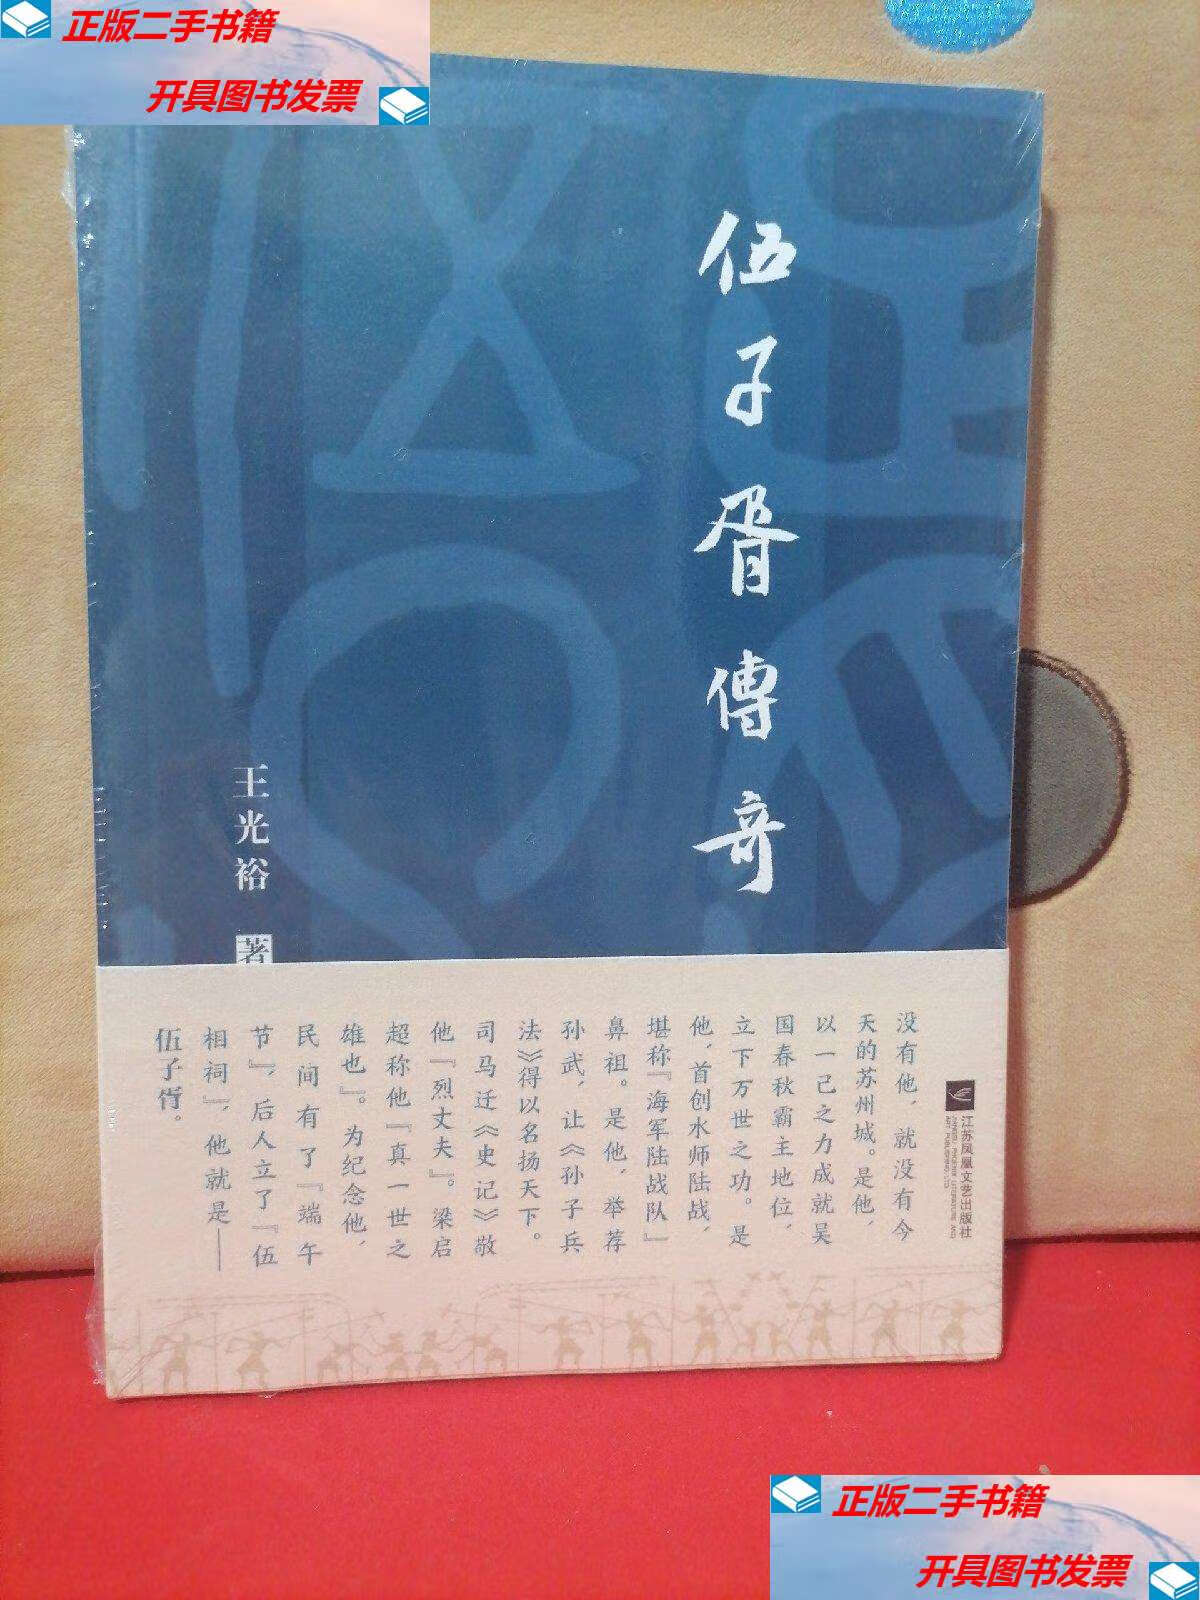 正版二手书籍
开具图书发票
伍子胥傳奇
王光裕 著
没有他，就没有今
天的苏州城。是他，
以一己之力成就吴
国春秋霸主地位，
立下万世之功。是
他，首创水师陆战，
堪称『海军陆战队』
鼻祖。是他，举荐
孙武，让《孙子兵
法》得以名扬天下。
司马迁《史记》敬
他『烈丈夫』。梁启
超称他『真一世之
雄也』。为纪念他，
民间有了『端午
节』，后人立了『伍
相祠』，他就是——
伍子胥。
江苏凤凰文艺出版社
正版二手书籍
开具图书发票